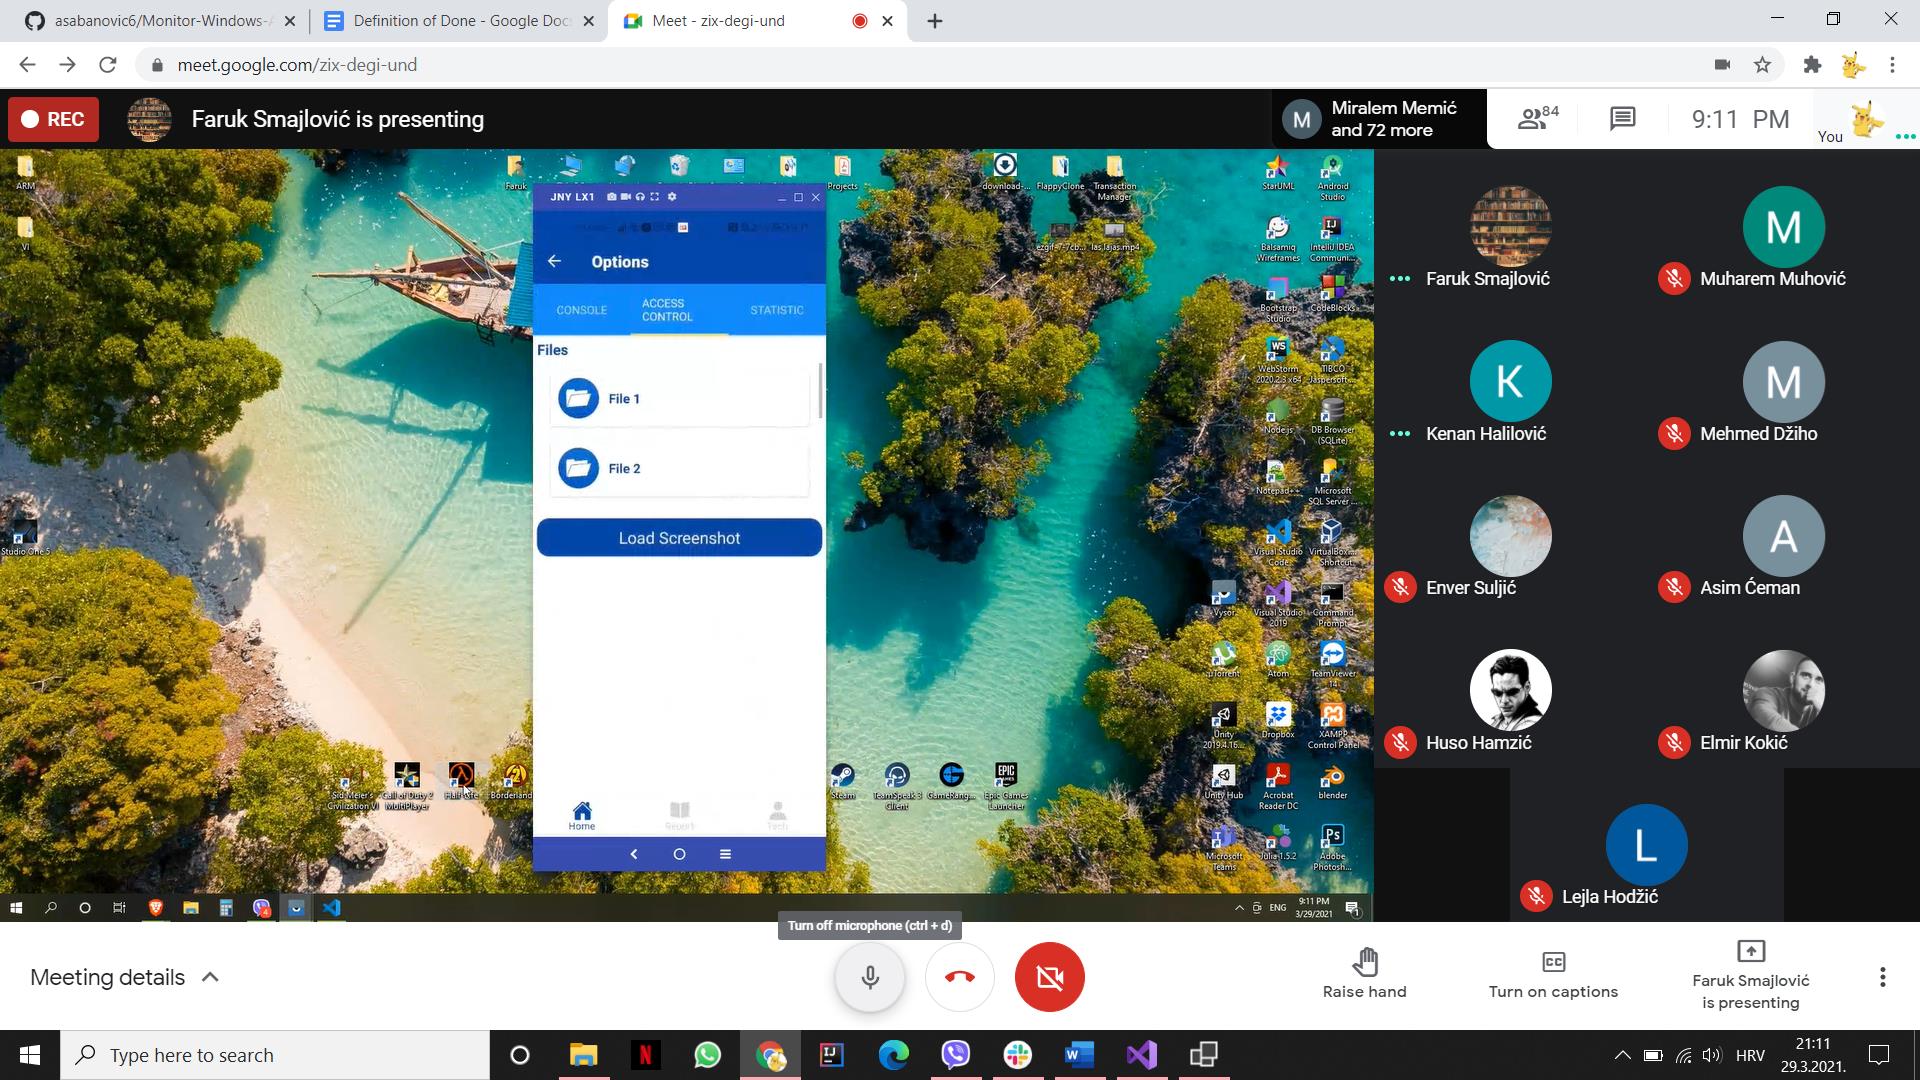 asabanovic6/Monitor-Windows-A
Definition of Done - Google Doc
Meet - zix-degi-und
meet.google.com/zix-degi-und
REC
Faruk Smajlović is presenting
M
Miralem Memić
and 72 more
84
9:11 PM
You
ARM
VI
Studio One 5
Faruk
Projects
download-...
FlappyClone
Transaction
Manager
ezgif-7-7cb...
las lajas.mp4
StarUML
Android
Studio
Balsamiq
Wireframes
IntelliJ IDEA
Communi...
Bootstrap
Studio
CodeBlocks
WebStorm
2020.2.3 x64
TIBCO
Jaspersoft...
Node.js
DB Browser
(SQLite)
Notepad++
Microsoft
SQL Server ...
Visual Studio
Code
VirtualBox...
Shortcut
Vysor
Visual Studio
2019
Command
Prompt
uTorrent
Atom
TeamViewer
14
Unity
2019.4.16...
Dropbox
XAMPP
Control Panel
Unity Hub
Acrobat
Reader DC
blender
Microsoft
Teams
Julia 1.5.2
Adobe
Photosh...
Sid Meier's
Civilization VI
Call of Duty 2
MultiPlayer
Half-Life
Borderland
Steam
TeamSpeak 3
Client
GameRang...
Epic Games
Launcher
JNY LX1
Options
CONSOLE
ACCESS
CONTROL
STATISTIC
Files
File 1
File 2
Load Screenshot
Home
Report
Tech
ENG
9:11 PM
3/29/2021
Faruk Smajlović
M
Muharem Muhović
K
Kenan Halilović
M
Mehmed Džiho
Enver Suljić
A
Asim Ćeman
Huso Hamzić
Elmir Kokić
L
Lejla Hodžić
Turn off microphone (ctrl + d)
Meeting details
Raise hand
Turn on captions
Faruk Smajlović
is presenting
Type here to search
HRV
21:11
29.3.2021.